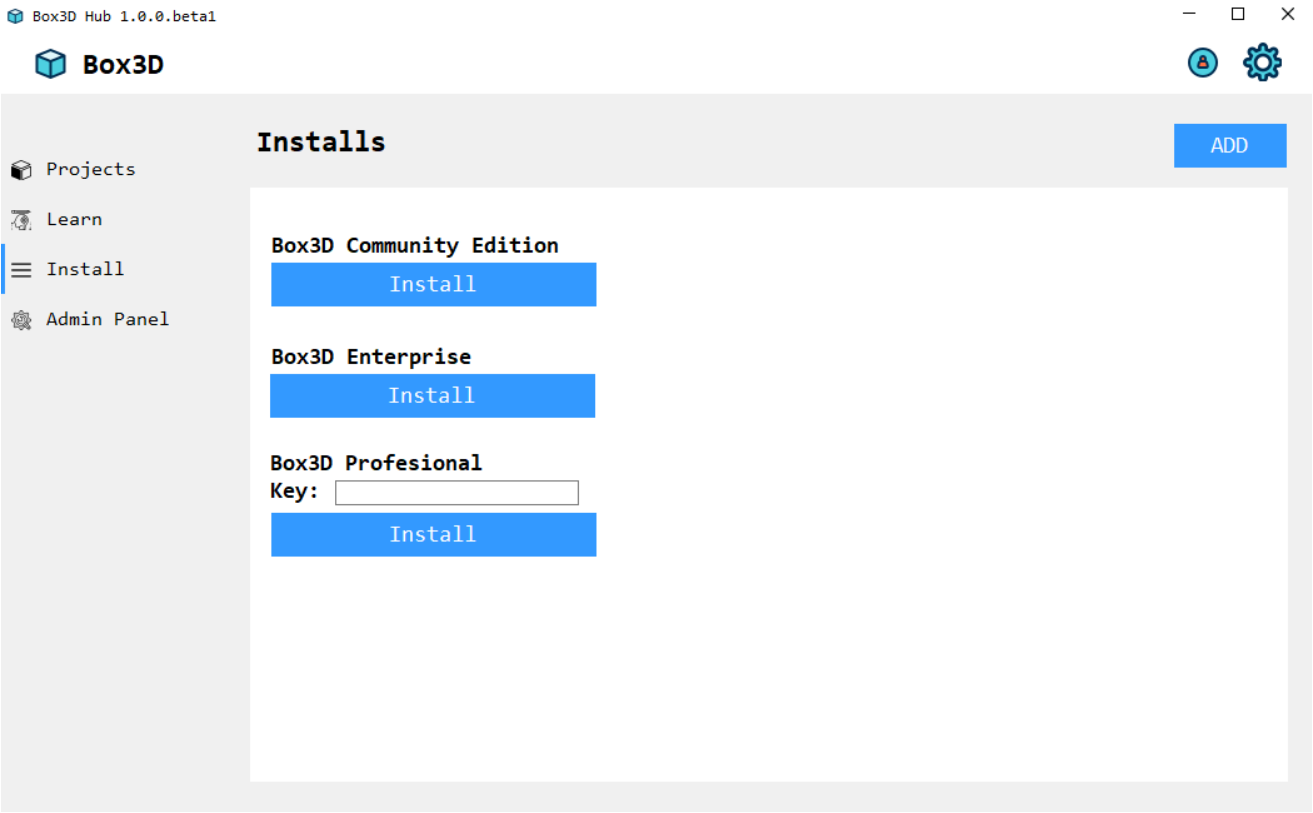 Box3D Hub 1.0.0.beta1
Box3D
Projects
Learn
Install
Admin Panel
Installs
ADD
Box3D Community Edition
Install
Box3D Enterprise
Install
Box3D Profesional
Key:
Install